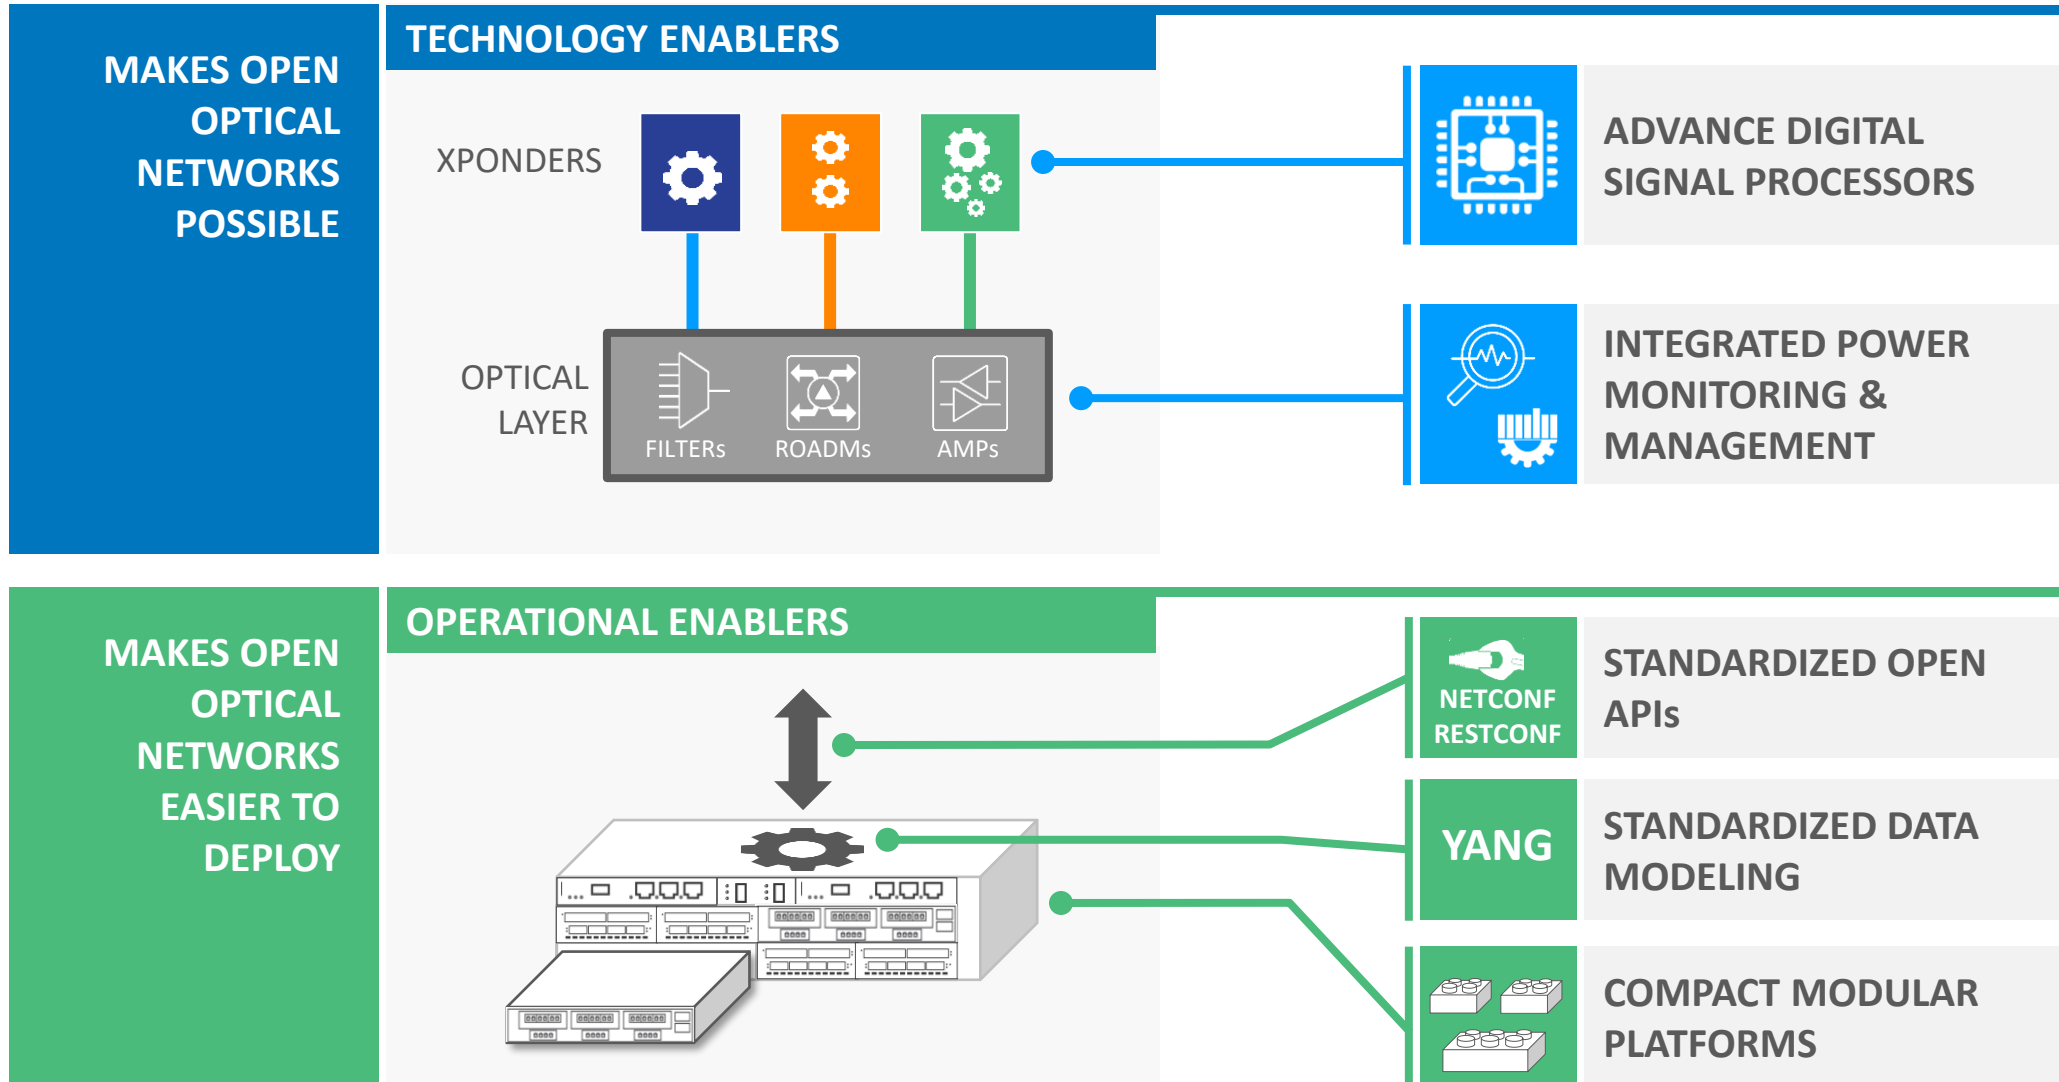 MAKES OPEN
OPTICAL
NETWORKS
POSSIBLE
TECHNOLOGY ENABLERS
XPONDERS
OPTICAL
LAYER
FILTERs
ROADMs
AMPs
ADVANCE DIGITAL
SIGNAL PROCESSORS
INTEGRATED POWER
MONITORING &
MANAGEMENT
MAKES OPEN
OPTICAL
NETWORKS
EASIER TO
DEPLOY
OPERATIONAL ENABLERS
NETCONF
RESTCONF
STANDARDIZED OPEN
APIs
YANG
STANDARDIZED DATA
MODELING
COMPACT MODULAR
PLATFORMS